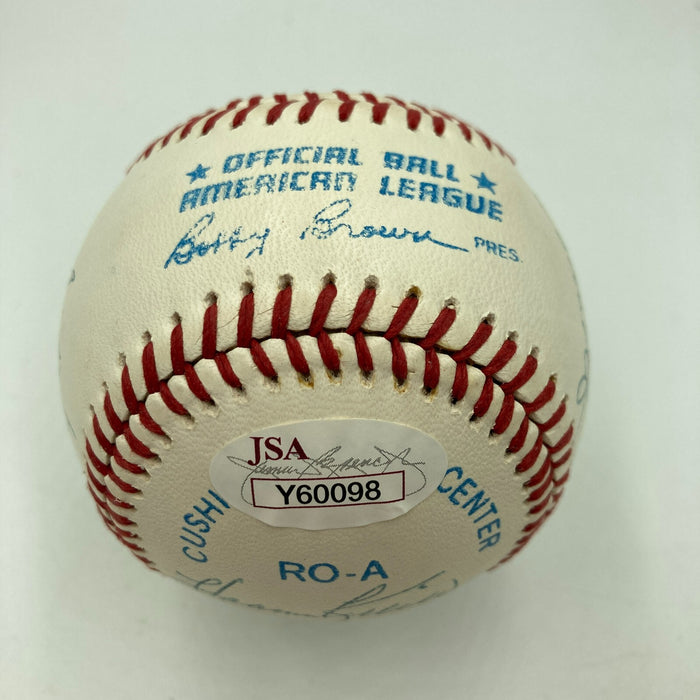 ★ OFFICIAL BALL ★
AMERICAN LEAGUE
Bobby Brown PRES.
JSA
Y60098
CUSHI CENTER
RO-A